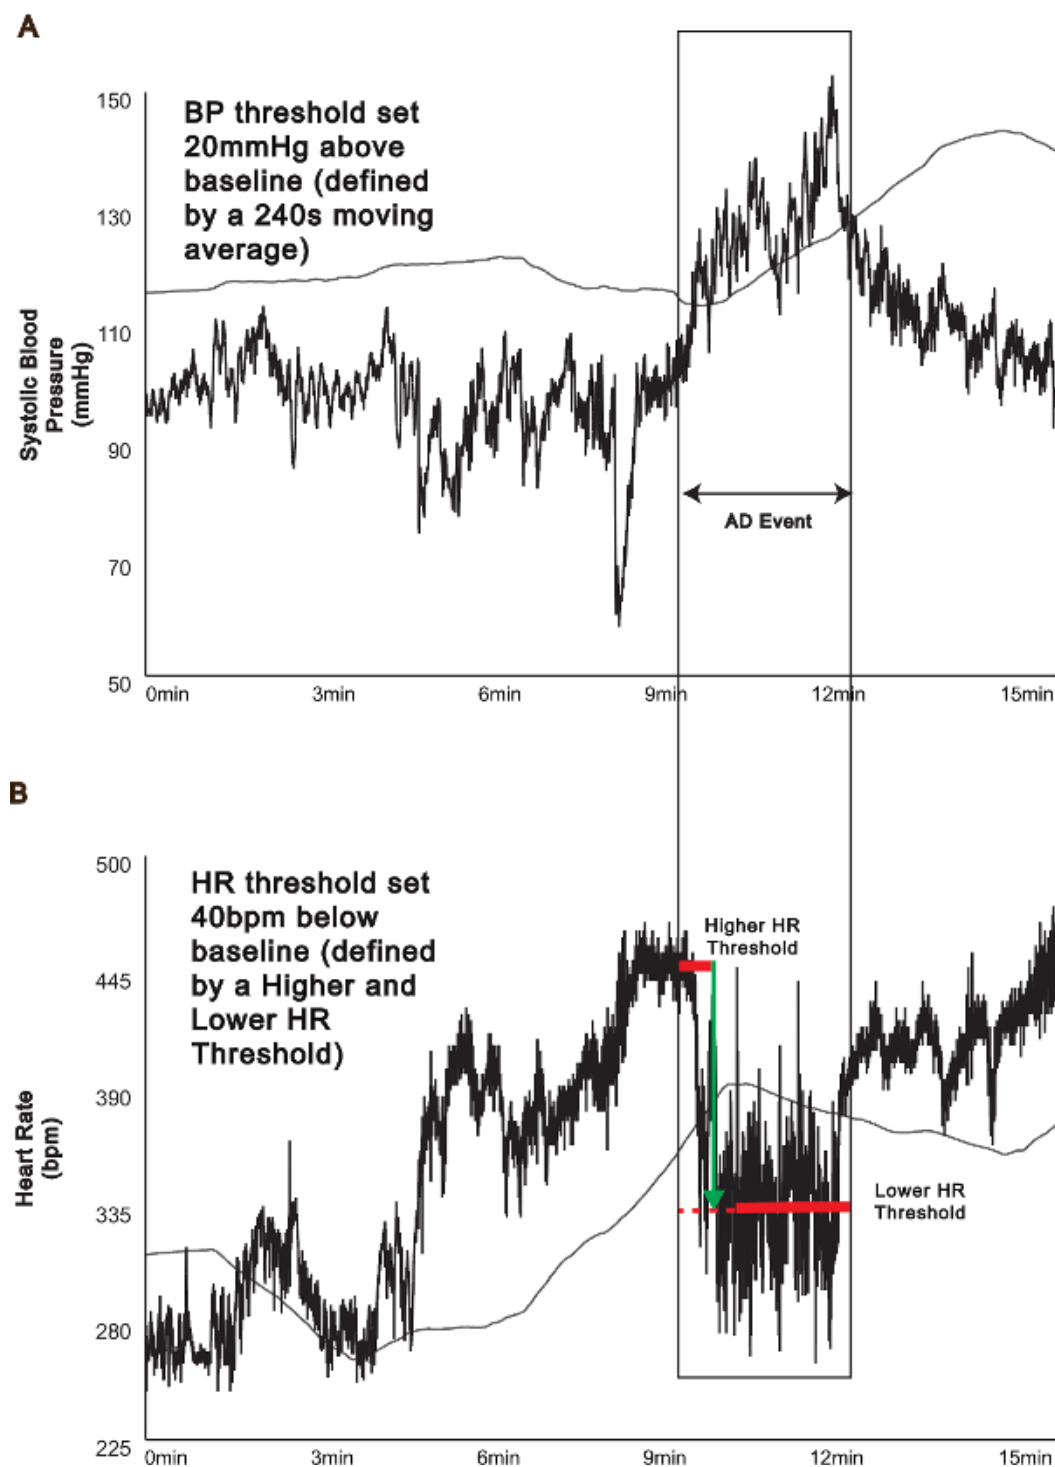 A
BP threshold set
20mmHg above
baseline (defined
by a 240s moving
average)
150
130
110
90
70
50
Systolic Blood
Pressure
(mmHg)
AD Event
0min
3min
6min
9min
12min
15min
B
HR threshold set
40bpm below
baseline (defined
by a Higher and
Lower HR
Threshold)
500
445
390
335
280
225
Heart Rate
(bpm)
Higher HR
Threshold
Lower HR
Threshold
0min
3min
6min
9min
12min
15min